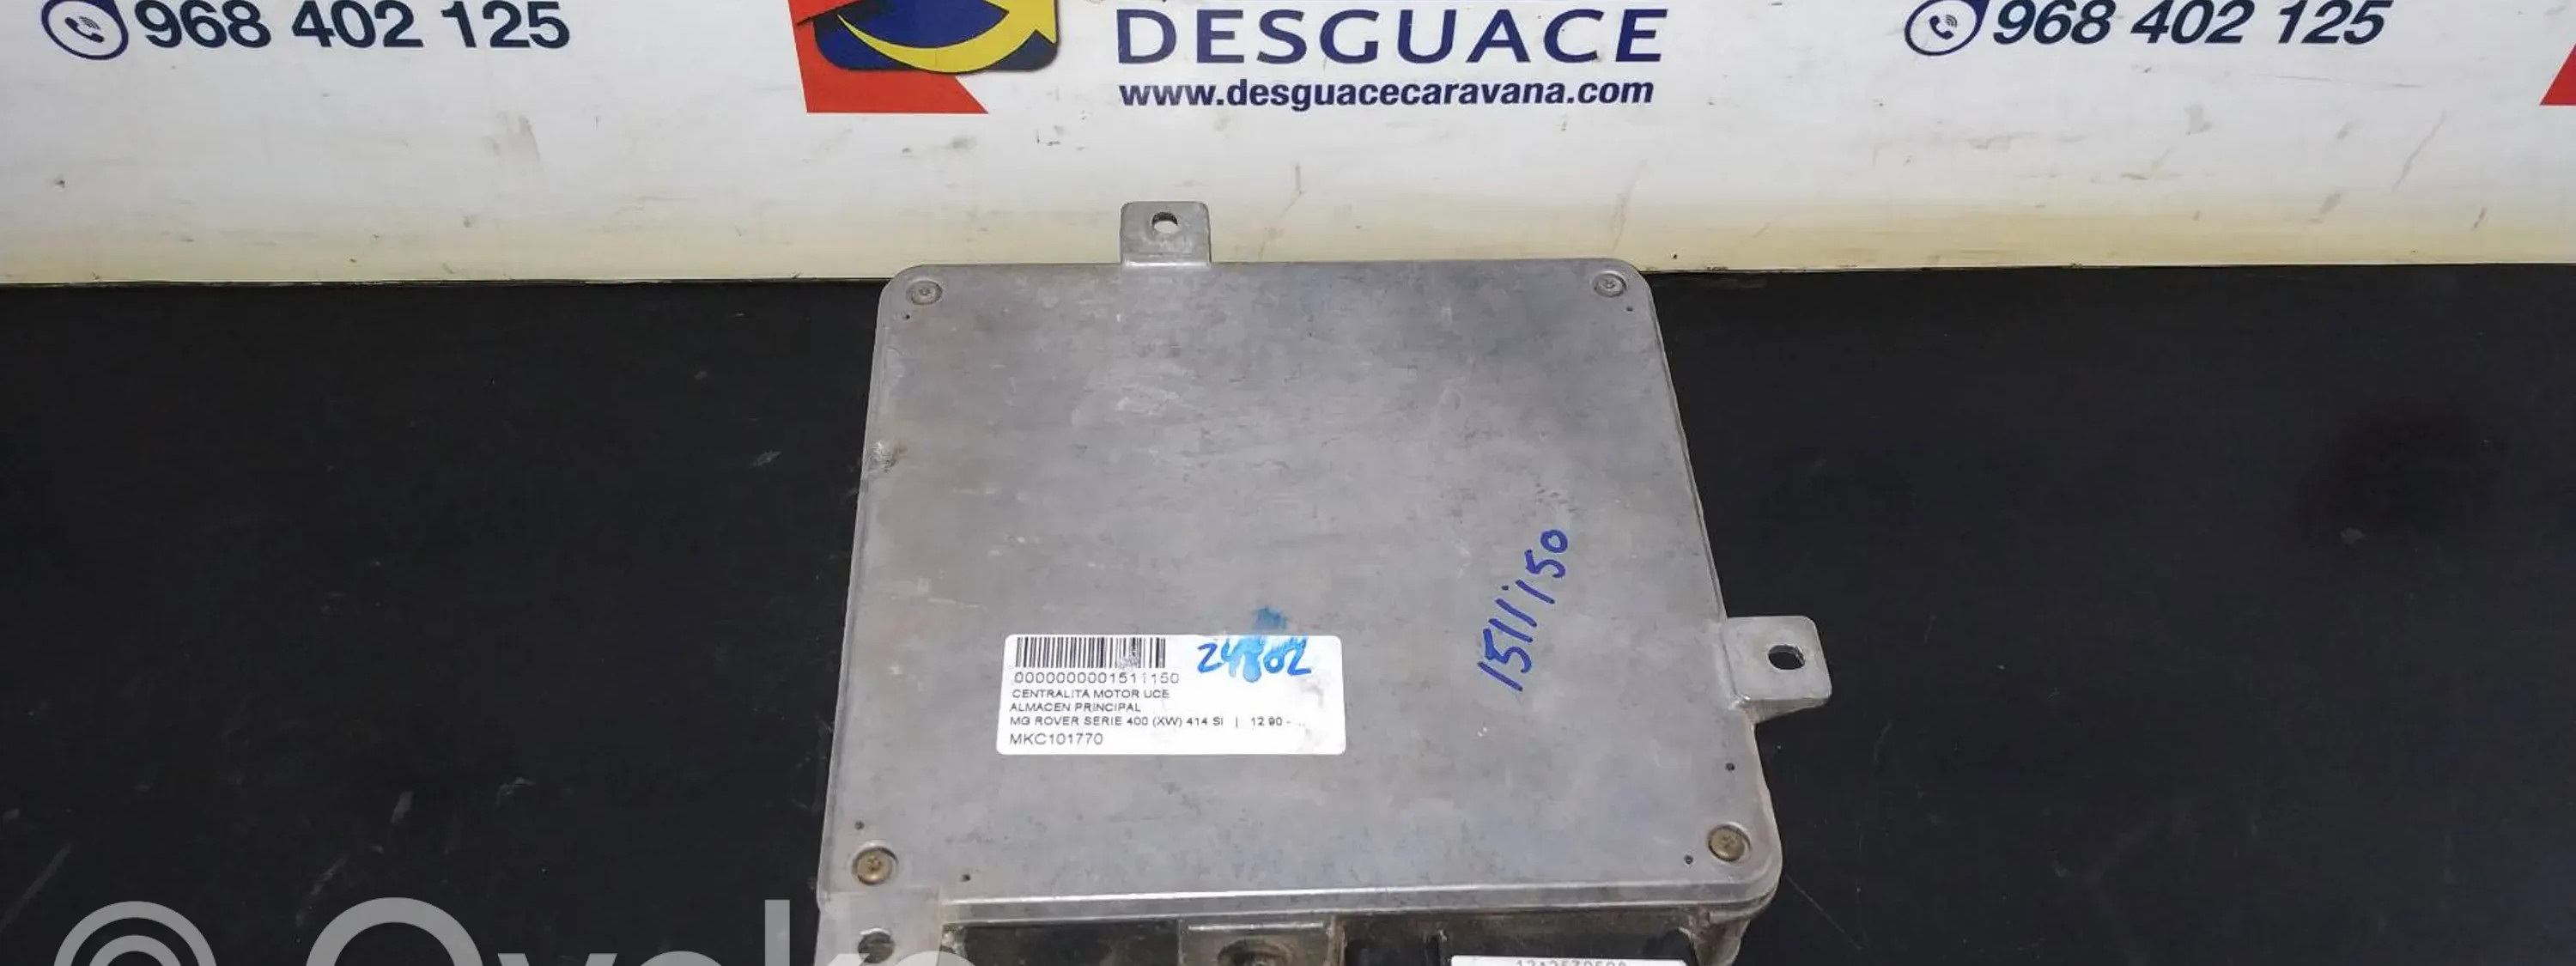 968 402 125
DESGUACE
www.desguacecaravana.com
968 402 125
1511150
24802
0000000001511150
CENTRALITA MOTOR UCE
ALMACEN PRINCIPAL
MG ROVER SERIE 400 (XW) 414 SI | 12.90 - ...
MKC101770